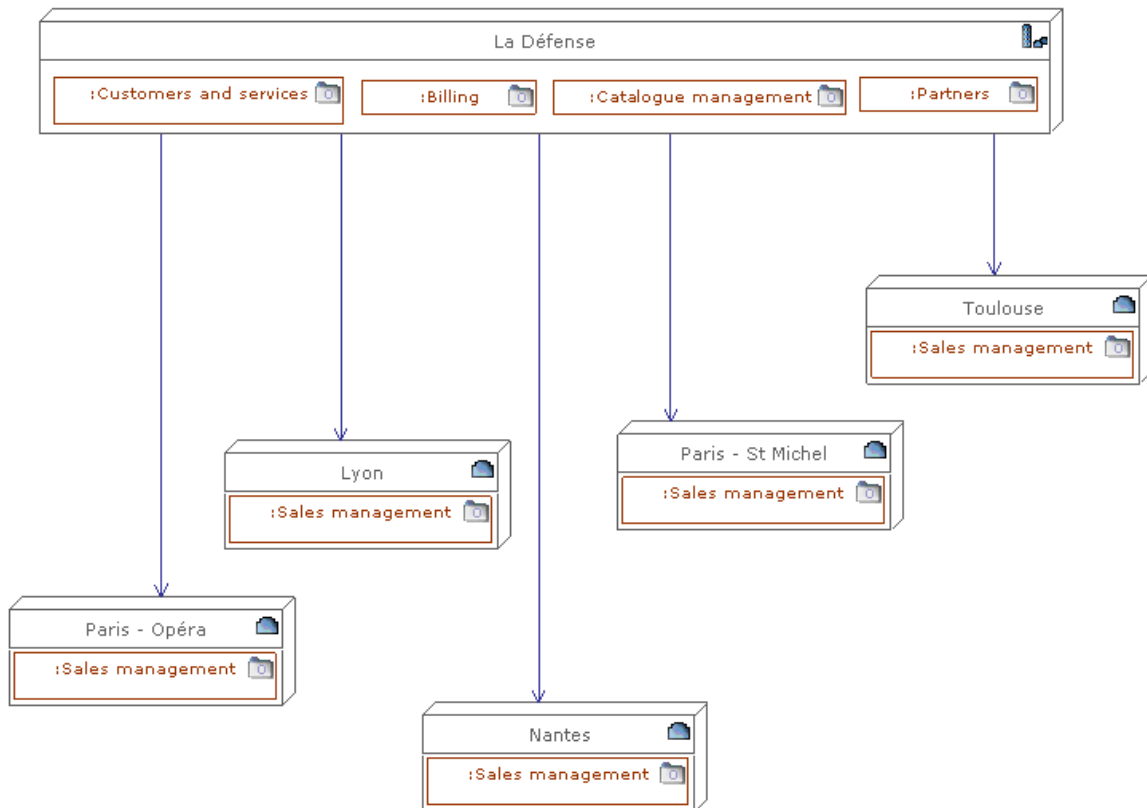 La Défense
:Customers and services
:Billing
:Catalogue management
:Partners
Toulouse
:Sales management
Paris - St Michel
:Sales management
Lyon
:Sales management
Paris - Opéra
:Sales management
Nantes
:Sales management